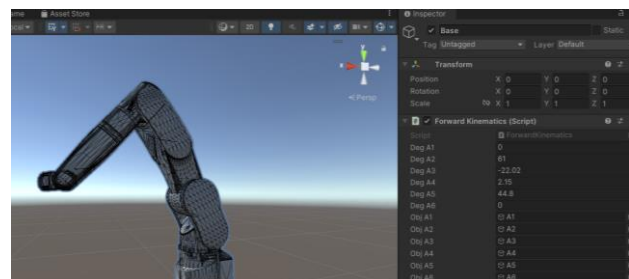 Asset Store
Inspector
2D
Base
Static
Tag Untagged
Layer Default
Transform
Position X 0 Y 0 Z 0
Rotation X 0 Y 0 Z 0
Scale X 1 Y 1 Z 1
Forward Kinematics (Script)
Script ForwardKinematics
Deg A1 0
Deg A2 61
Deg A3 -22.02
Deg A4 2.15
Deg A5 44.8
Deg A6 0
Obj A1 A1
Obj A2 A2
Obj A3 A3
Obj A4 A4
Obj A5 A5
y
x
Persp